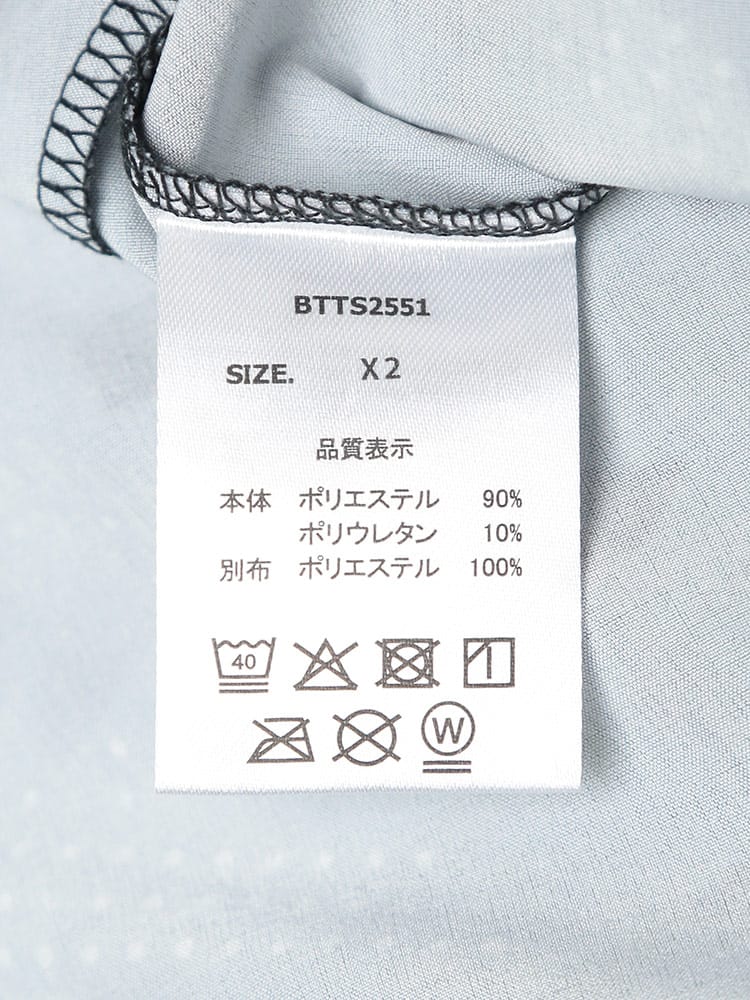 BTTS2551
SIZE. X2
品質表示
本体 ポリエステル 90%
ポリウレタン 10%
別布 ポリエステル 100%
40
W